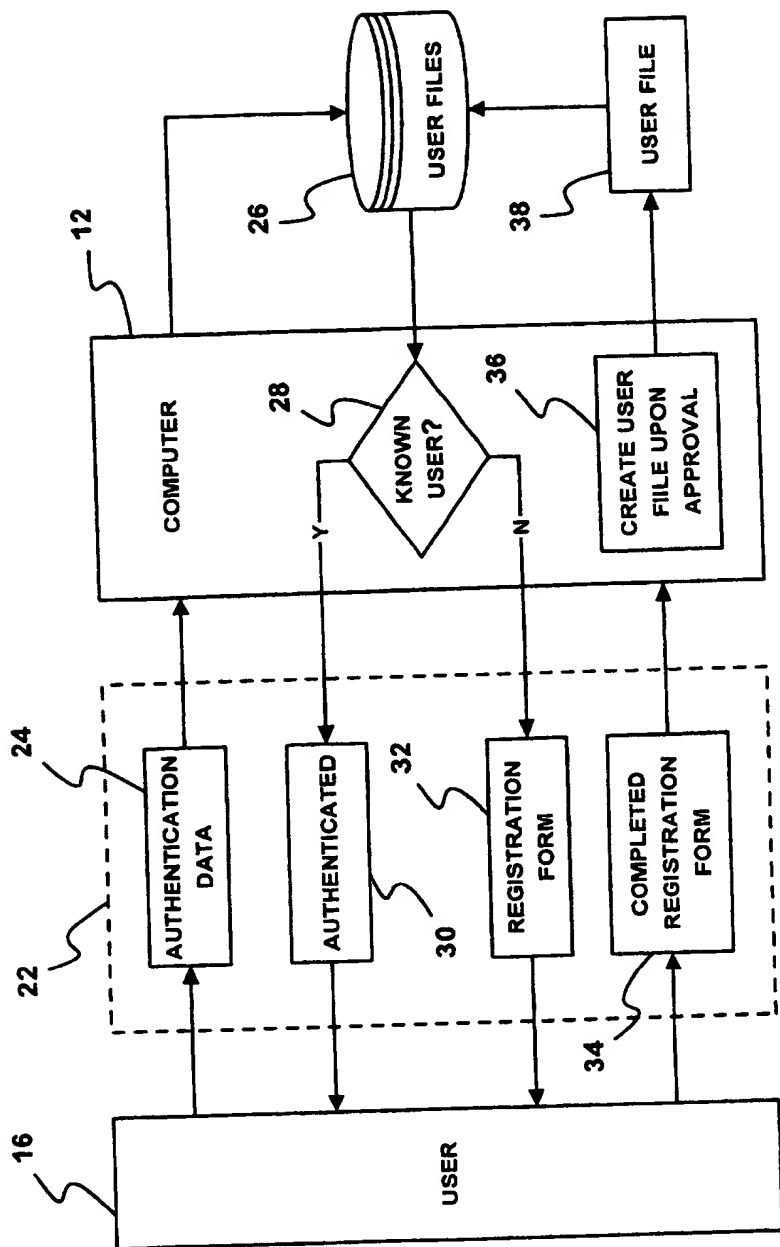 16
22
24
12
USER
AUTHENTICATION
DATA
COMPUTER
26
USER FILES
AUTHENTICATED
30
Y
28
KNOWN
USER?
N
32
REGISTRATION
FORM
34
COMPLETED
REGISTRATION
FORM
36
CREATE USER
FIILE UPON
APPROVAL
38
USER FILE